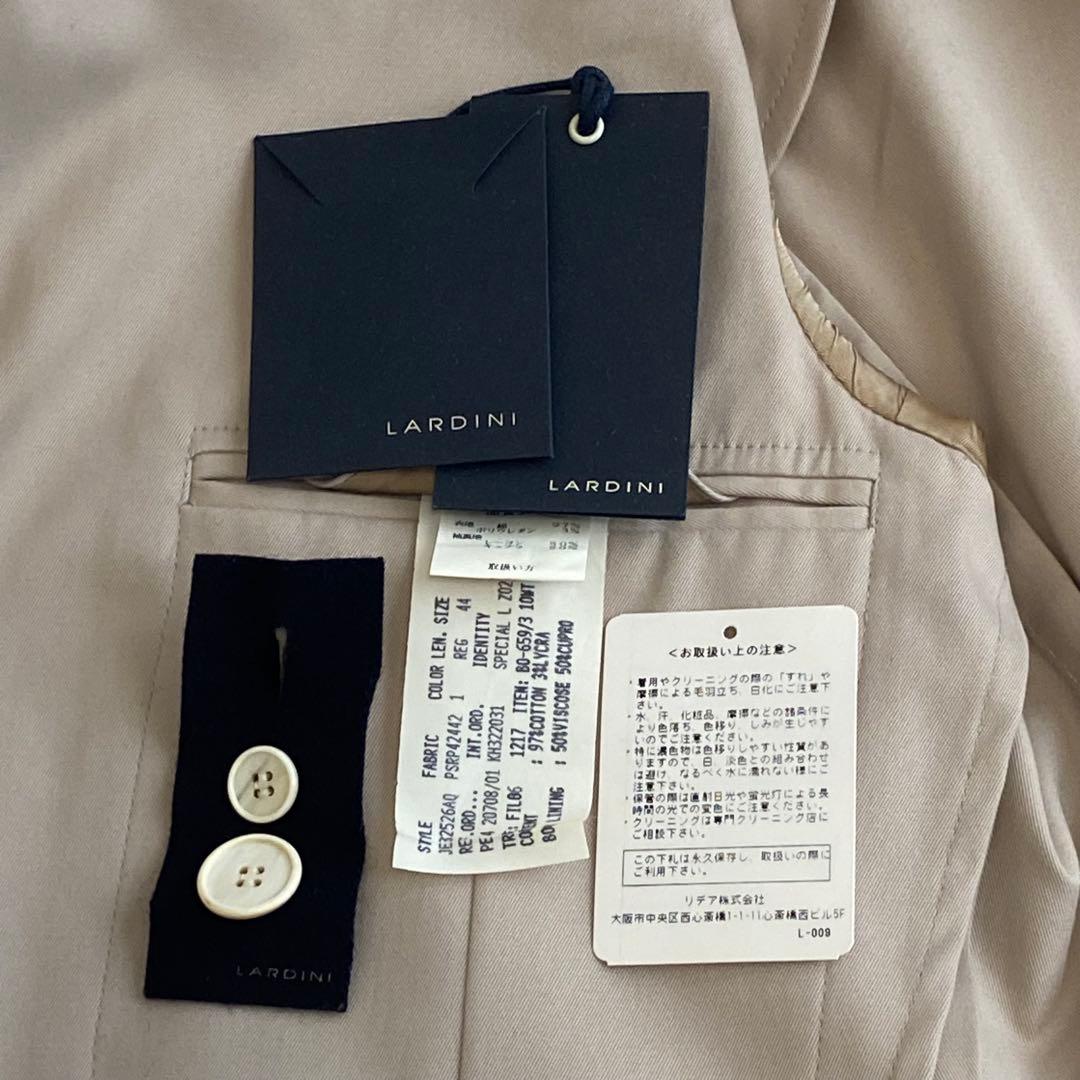 LARDINI
LARDINI
STYLE FABRIC COLOR LEN. SIZE
JE32526AQ PSRP42442 1 REG 44
INT.ORD. IDENTITY
PE4 20708/01 KH322031 SPECIAL L Z02
1217 ITEM: BO-659/3 10WT
: 97%COTTON 3%LYCRA
LINING : 50%VISCOSE 50%CUPRO
LARDINI
<お取扱い上の注意>
・着用やクリーニングの際の「すれ」や
摩擦による毛羽立ち、白化にご注意下
さい。
・水、汗、化粧品、摩擦などの諸条件に
より色落ち、色移り、しみが生じやす
いのでご注意ください。
・特に濃色物は色移りしやすい性質があ
りますので、白、淡色との組み合わせ
は避け、なるべく水に濡れない様にご
注意下さい。
・保管の際は直射日光や蛍光灯による長
時間の光での変色にご注意ください。
・クリーニングは専門クリーニング店に
ご相談下さい。
この下札は永久保存し、取扱いの際に
ご利用下さい。
リデア株式会社
大阪市中央区西心斎橋1-1-11心斎橋西ビル5F
L-009